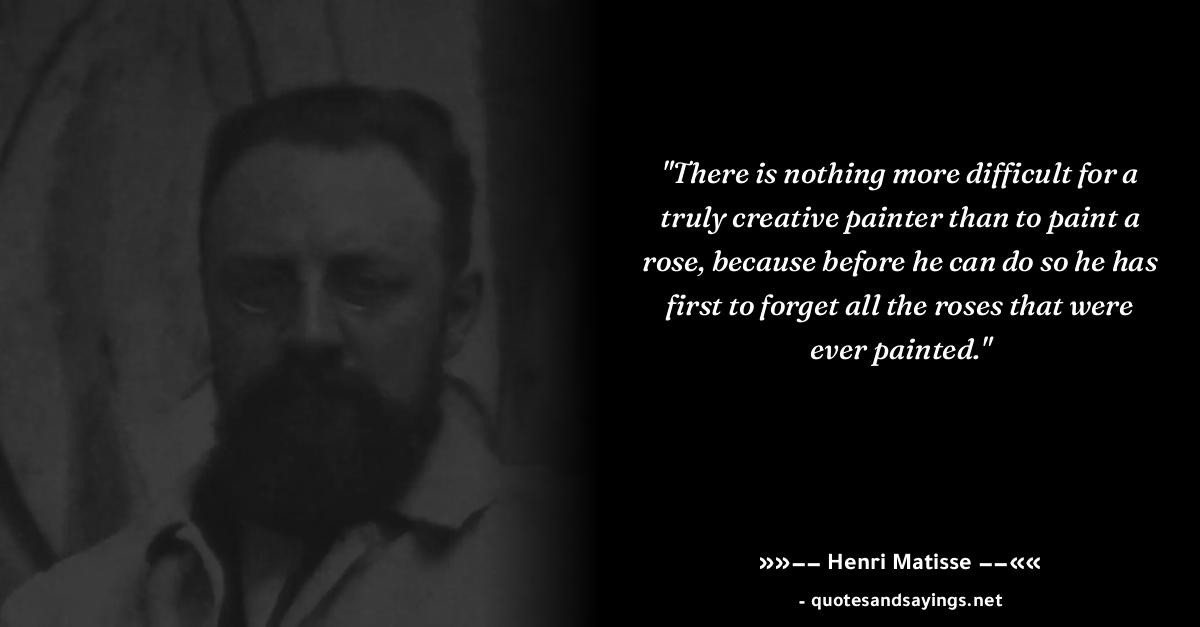 "There is nothing more difficult for a
truly creative painter than to paint a
rose, because before he can do so he has
first to forget all the roses that were
ever painted."
»»−− Henri Matisse −−««
- quotesandsayings.net